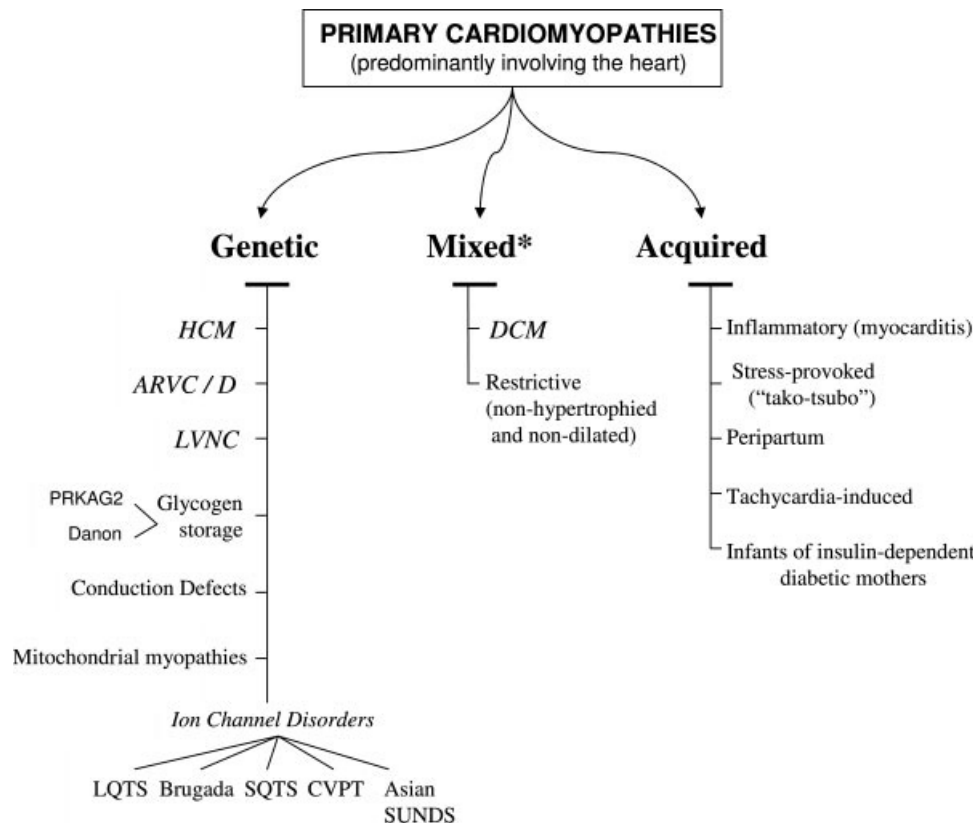 PRIMARY CARDIOMYOPATHIES
(predominantly involving the heart)
Genetic
HCM
ARVC / D
LVNC
PRKAG2
Danon
Glycogen
storage
Conduction Defects
Mitochondrial myopathies
Ion Channel Disorders
LQTS
Brugada
SQTS
CVPT
Asian
SUNDS
Mixed*
DCM
Restrictive
(non-hypertrophied
and non-dilated)
Acquired
Inflammatory (myocarditis)
Stress-provoked
(“tako-tsubo”)
Peripartum
Tachycardia-induced
Infants of insulin-dependent
diabetic mothers